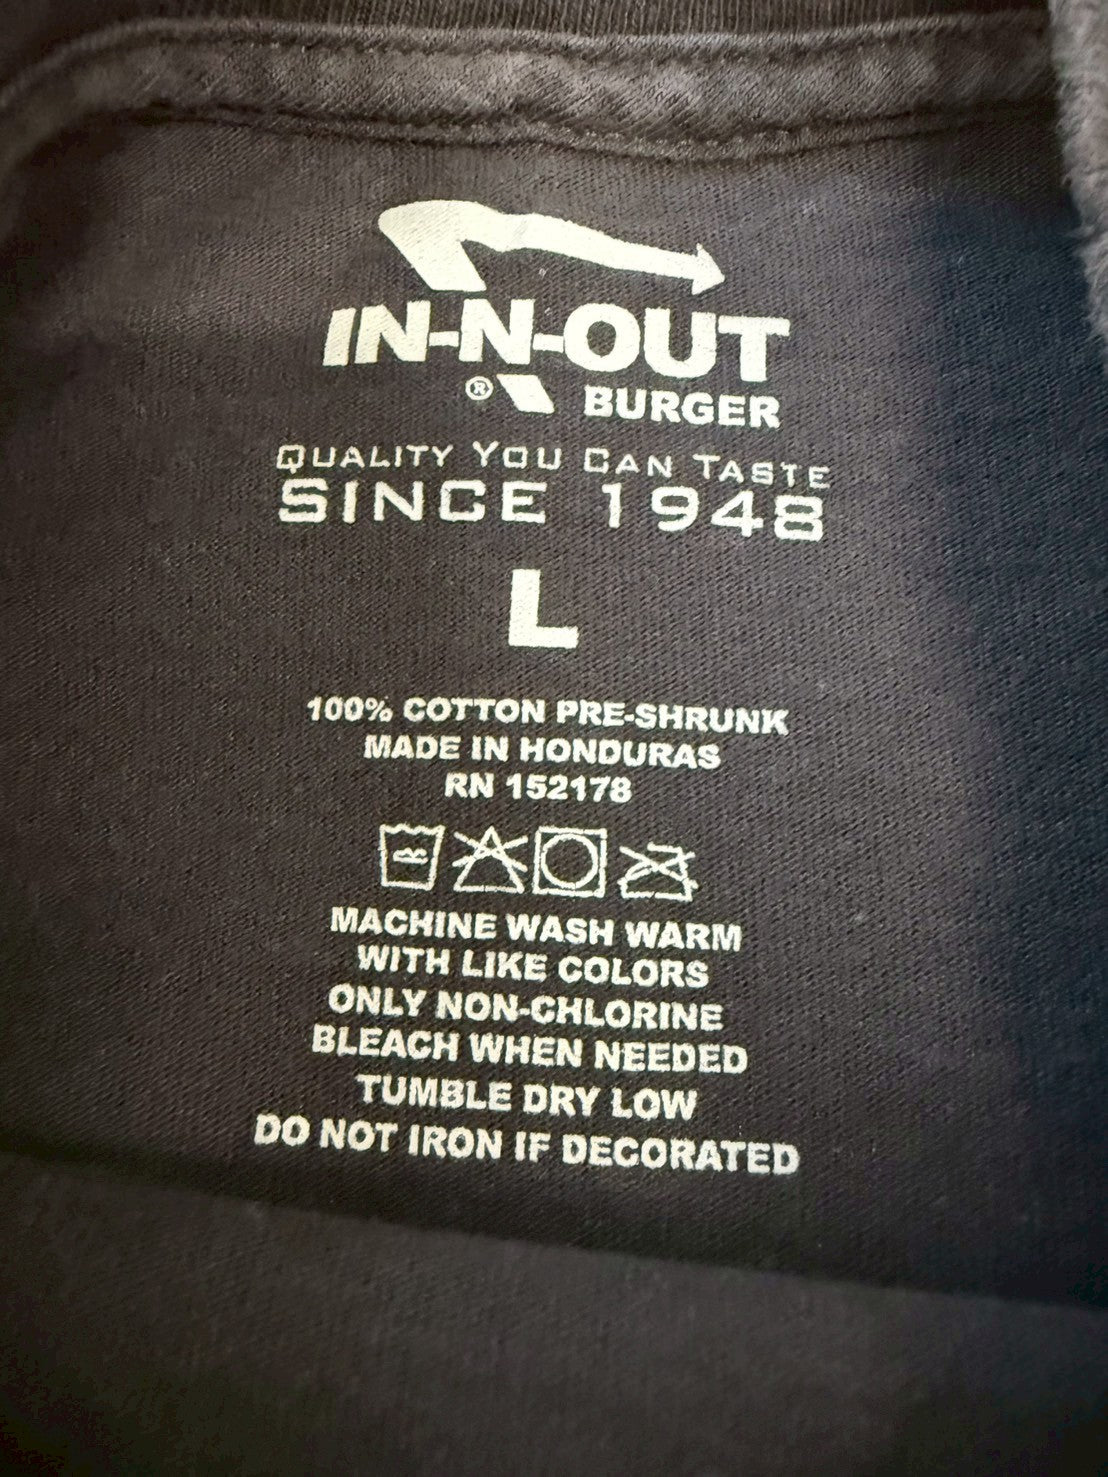 IN-N-OUT
® BURGER
QUALITY YOU CAN TASTE
SINCE 1948
L
100% COTTON PRE-SHRUNK
MADE IN HONDURAS
RN 152178
MACHINE WASH WARM
WITH LIKE COLORS
ONLY NON-CHLORINE
BLEACH WHEN NEEDED
TUMBLE DRY LOW
DO NOT IRON IF DECORATED